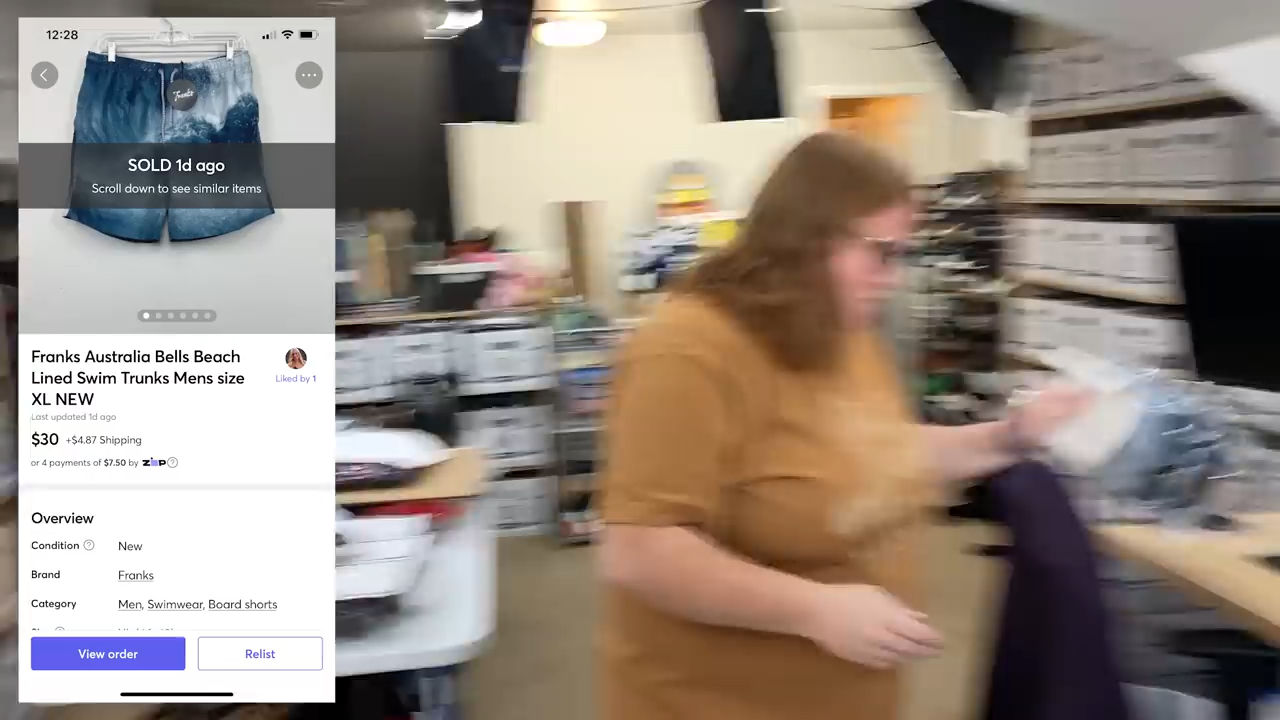 12:28
Franks
SOLD 1d ago
Scroll down to see similar items
Franks Australia Bells Beach
Lined Swim Trunks Mens size
XL NEW
Liked by 1
Last updated 1d ago
$30 +$4.87 Shipping
or 4 payments of $7.50 by ZIP ?
Overview
Condition ? New
Brand Franks
Category Men, Swimwear, Board shorts
View order
Relist